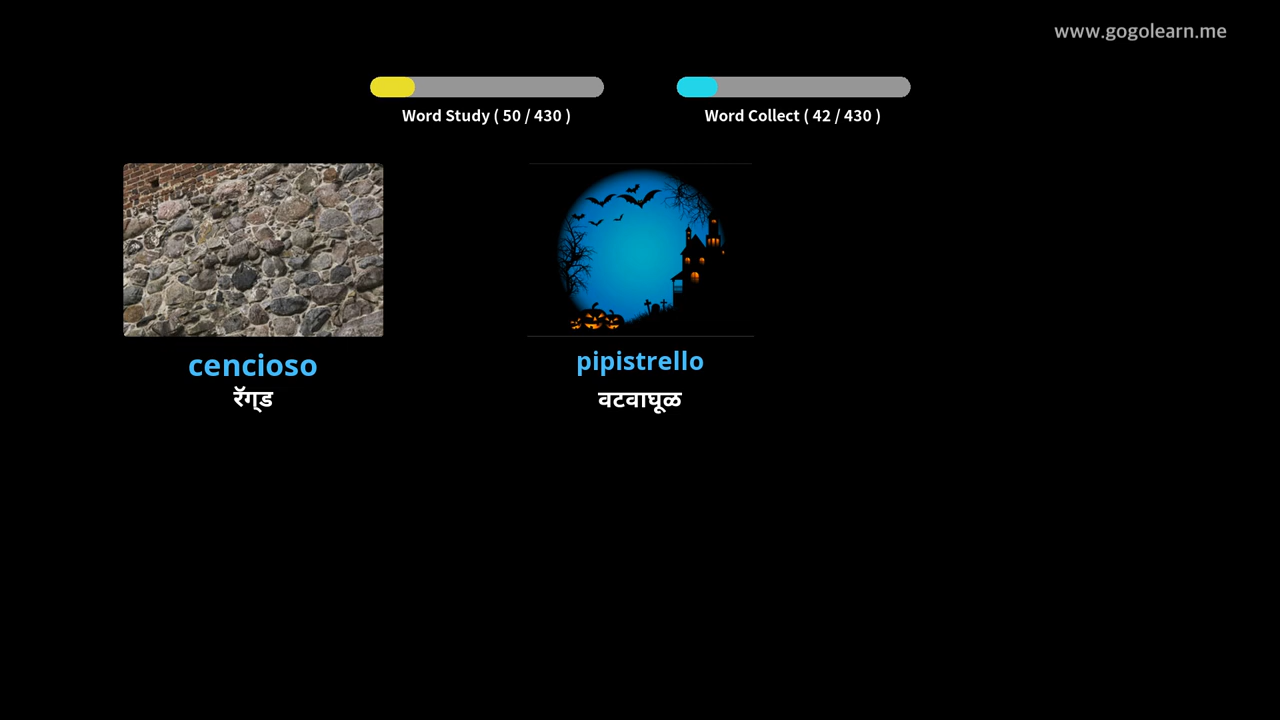 www.gogolearn.me
Word Study ( 50 / 430 )
Word Collect ( 42 / 430 )
cencioso
रॅग्ड
pipistrello
वटवाघूळ